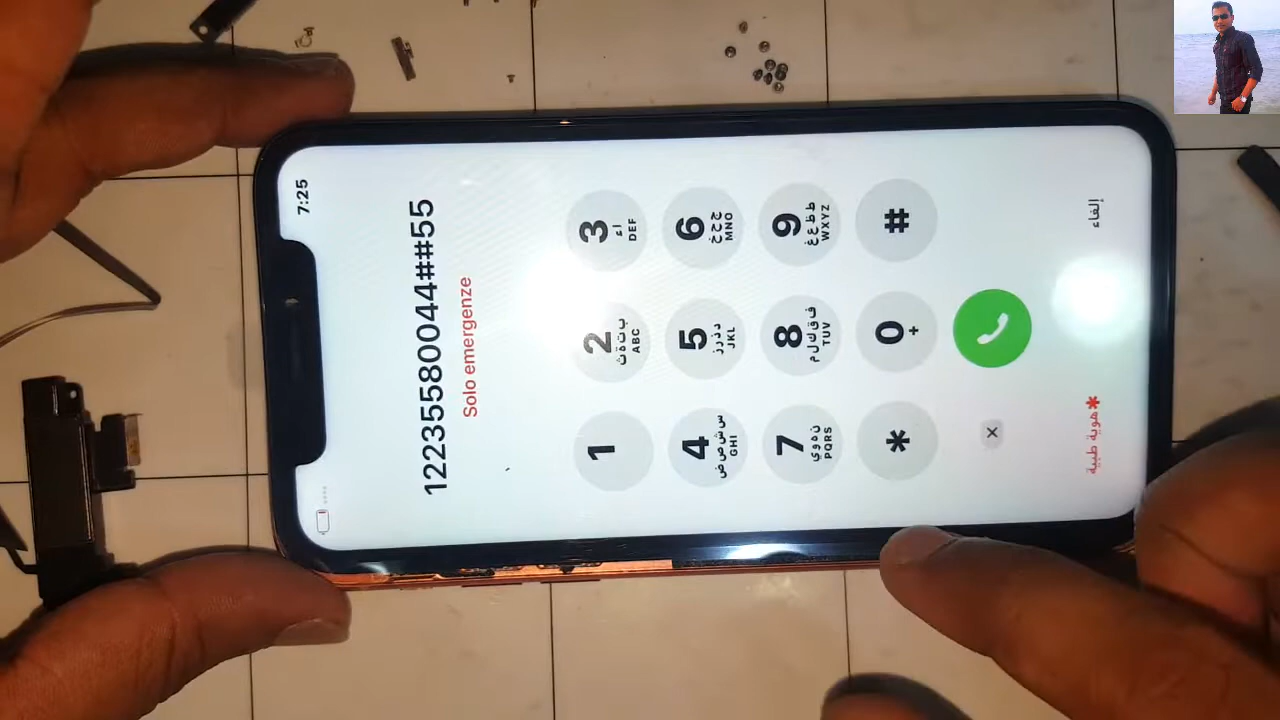 7:25
12235580044##55
Solo emergenze
1
2
ب ت ة ث
ABC
3
ا ء
DEF
4
س ش ص ض
GHI
5
د ذ ر ز
JKL
6
ج ح خ
MNO
7
ن ه و ي
PQRS
8
ف ق ك ل م
TUV
9
ط ظ ع غ
WXYZ
*
0
+
#
*هوية طبية
إلغاء